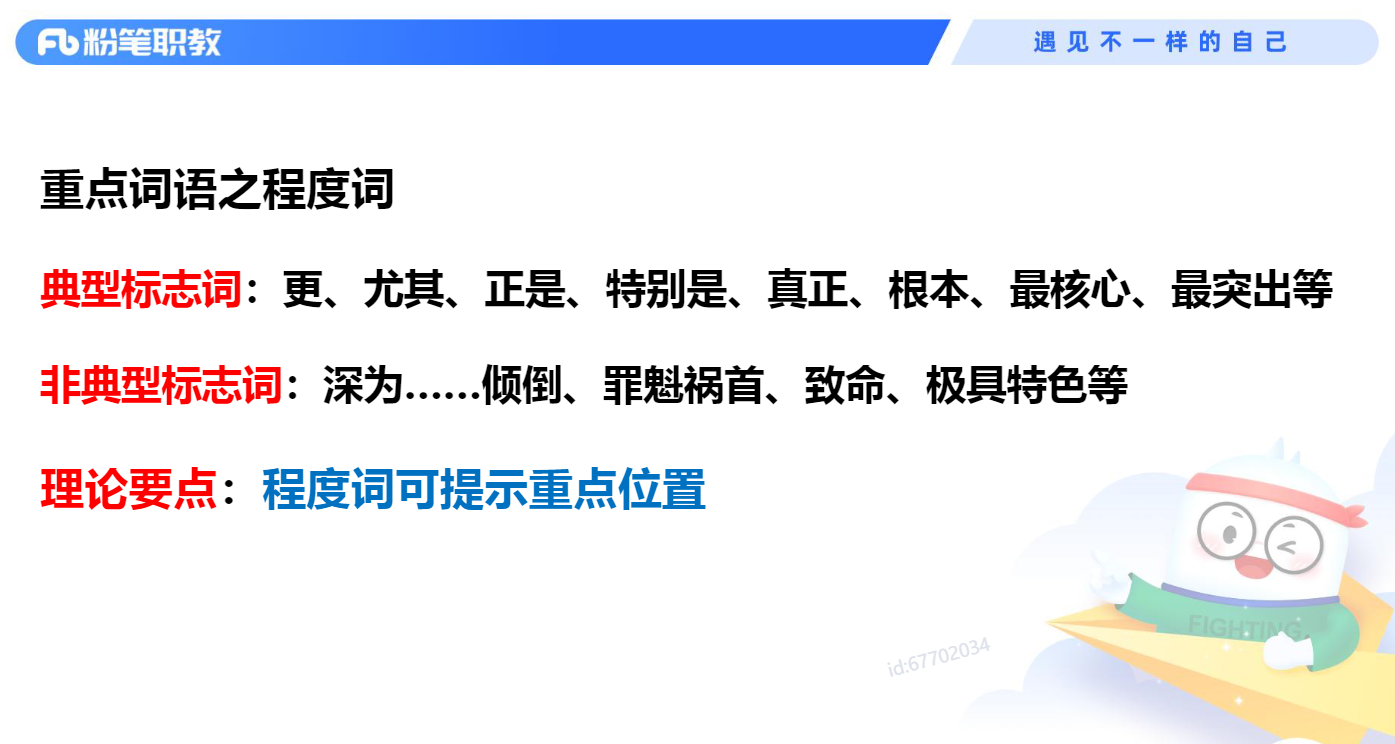 粉笔职教
遇见不一样的自己
重点词语之程度词
典型标志词：更、尤其、正是、特别是、真正、根本、最核心、最突出等
非典型标志词：深为……倾倒、罪魁祸首、致命、极具特色等
理论要点：程度词可提示重点位置
FIGHTING
id:67702034